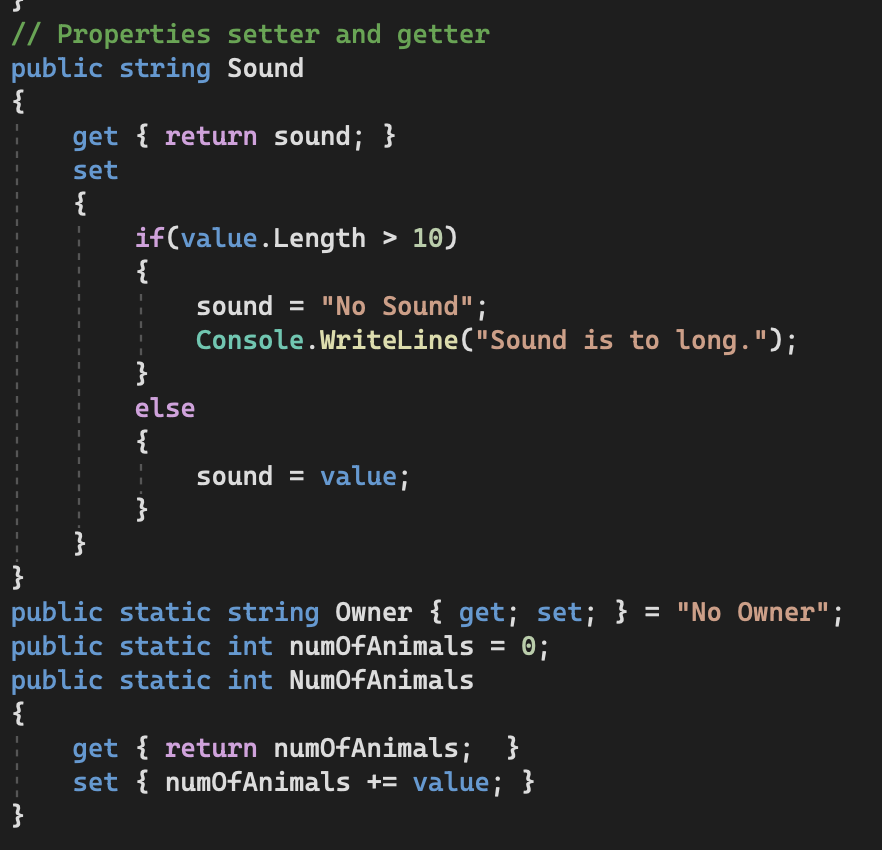 }
// Properties setter and getter
public string Sound
{
    get { return sound; }
    set
    {
        if(value.Length > 10)
        {
            sound = "No Sound";
            Console.WriteLine("Sound is to long.");
        }
        else
        {
            sound = value;
        }
    }
}
public static string Owner { get; set; } = "No Owner";
public static int numOfAnimals = 0;
public static int NumOfAnimals
{
    get { return numOfAnimals;  }
    set { numOfAnimals += value; }
}